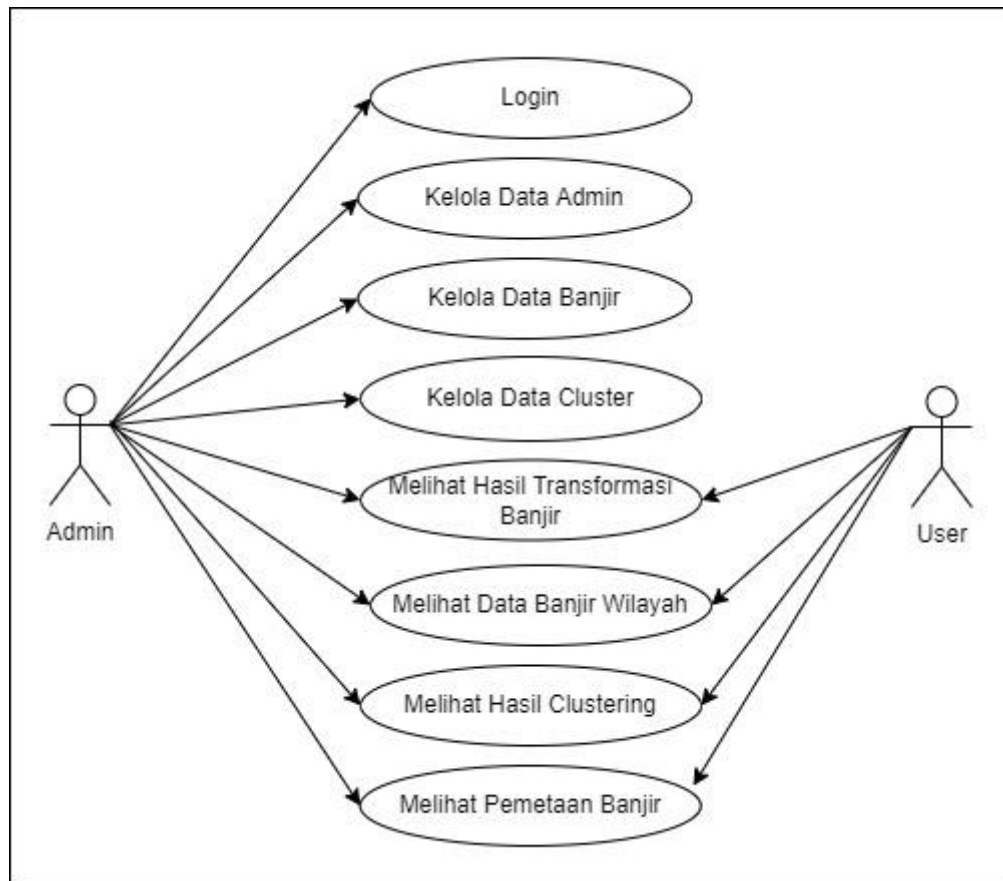 Login
Kelola Data Admin
Kelola Data Banjir
Kelola Data Cluster
Melihat Hasil Transformasi
Banjir
Admin
User
Melihat Data Banjir Wilayah
Melihat Hasil Clustering
Melihat Pemetaan Banjir